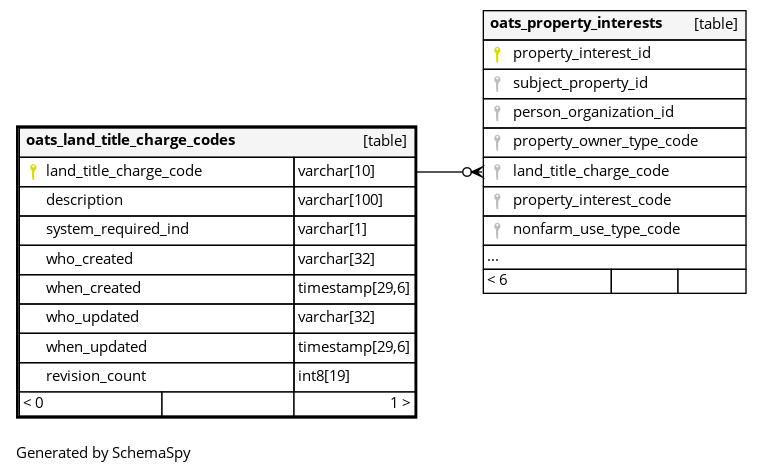 oats_property_interests [table]
property_interest_id
subject_property_id
person_organization_id
property_owner_type_code
land_title_charge_code
property_interest_code
nonfarm_use_type_code
...
< 6
oats_land_title_charge_codes [table]
land_title_charge_code varchar[10]
description varchar[100]
system_required_ind varchar[1]
who_created varchar[32]
when_created timestamp[29,6]
who_updated varchar[32]
when_updated timestamp[29,6]
revision_count int8[19]
< 0 1 >
Generated by SchemaSpy